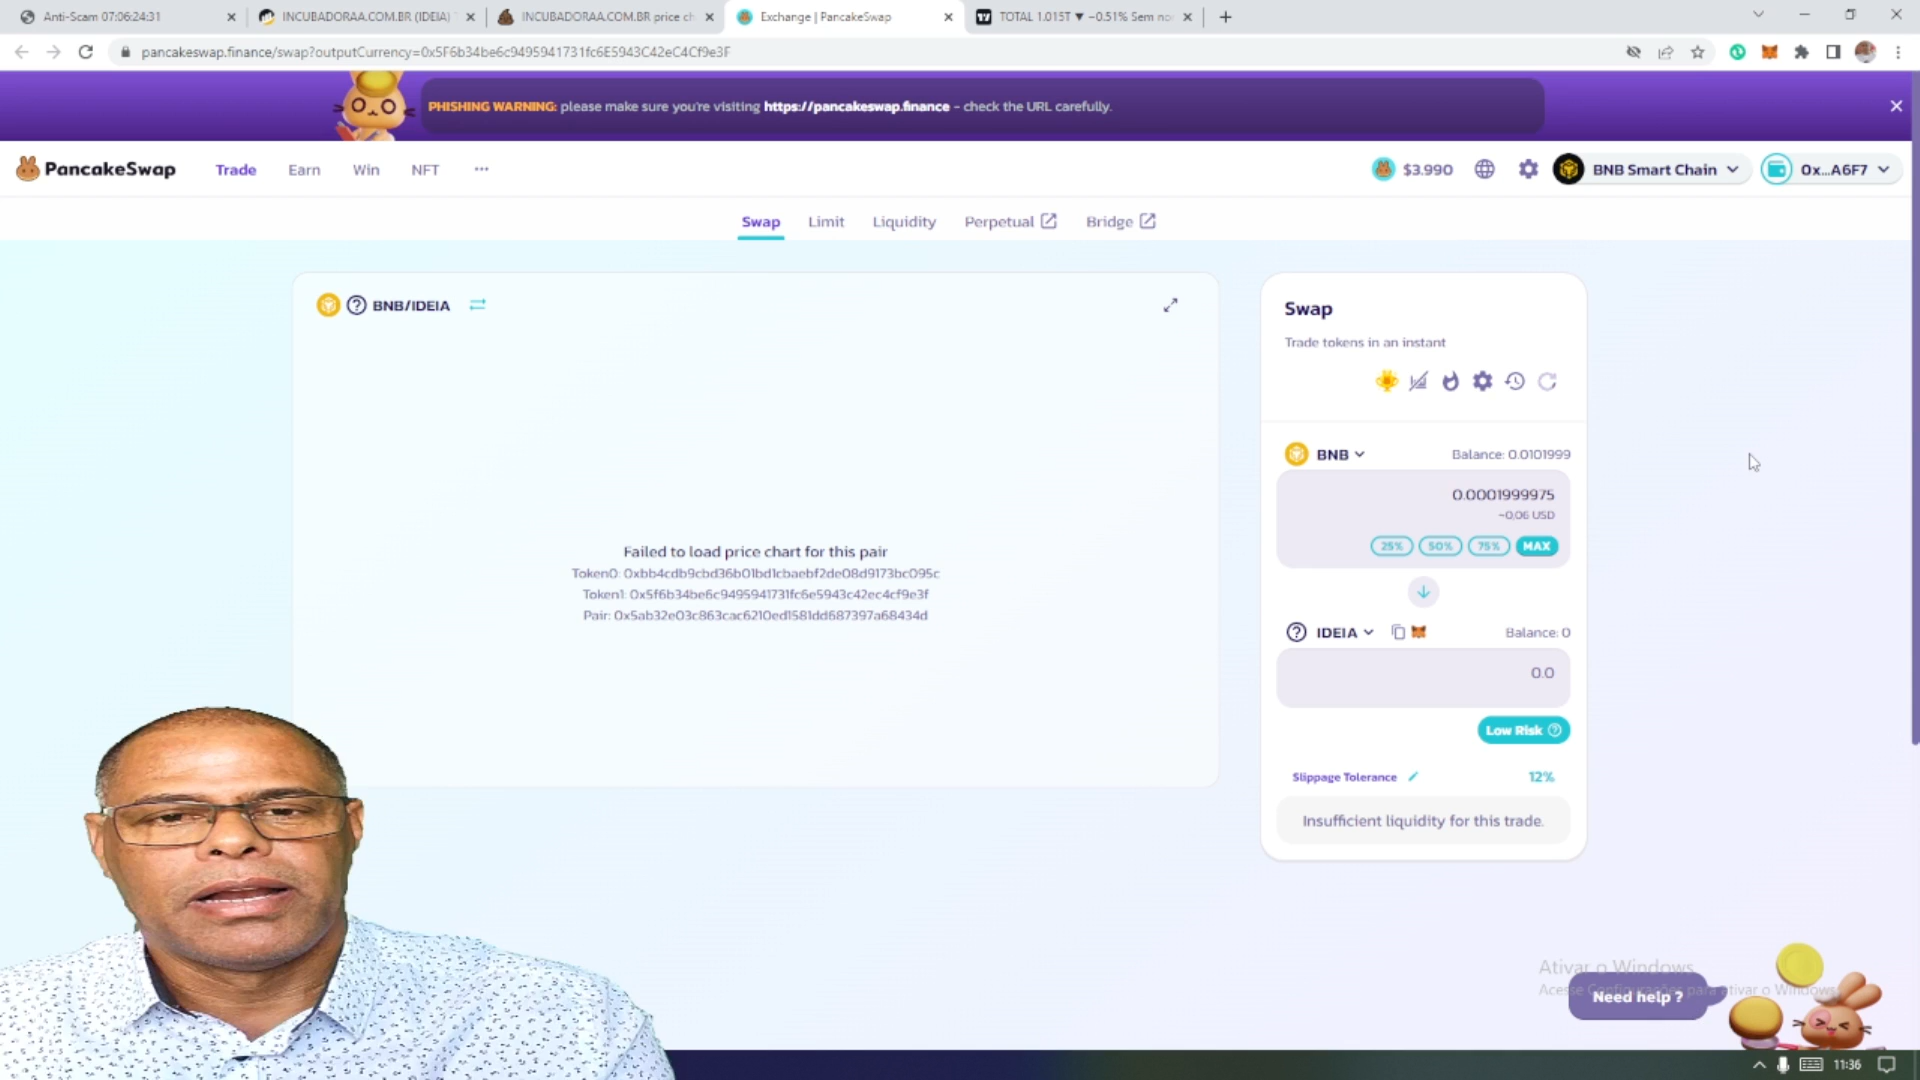 Anti-Scam 07:06:24:31
INCUBADORAA.COM.BR (IDEIA)
INCUBADORAA.COM.BR price ch
Exchange | PancakeSwap
TOTAL 1.015T ▼ −0.51% Sem no
pancakeswap.finance/swap?outputCurrency=0x5F6b34be6c9495941731fc6E5943C42eC4Cf9e3F
PHISHING WARNING: please make sure you're visiting https://pancakeswap.finance - check the URL carefully.
PancakeSwap
Trade
Earn
Win
NFT
$3.990
BNB Smart Chain
0x...A6F7
Swap
Limit
Liquidity
Perpetual
Bridge
BNB/IDEIA
Failed to load price chart for this pair
Token0: 0xbb4cdb9cbd36b01bd1cbaebf2de08d9173bc095c
Token1: 0x5f6b34be6c9495941731fc6e5943c42ec4cf9e3f
Pair: 0x5ab32e03c863cac6210ed1581dd687397a68434d
Swap
Trade tokens in an instant
BNB
Balance: 0.0101999
0.0001999975
~0,06 USD
25%
50%
75%
MAX
IDEIA
Balance: 0
0.0
Low Risk
Slippage Tolerance
12%
Insufficient liquidity for this trade.
Ativar o Windows
Acesse Configurações para ativar o Windows
Need help ?
11:36